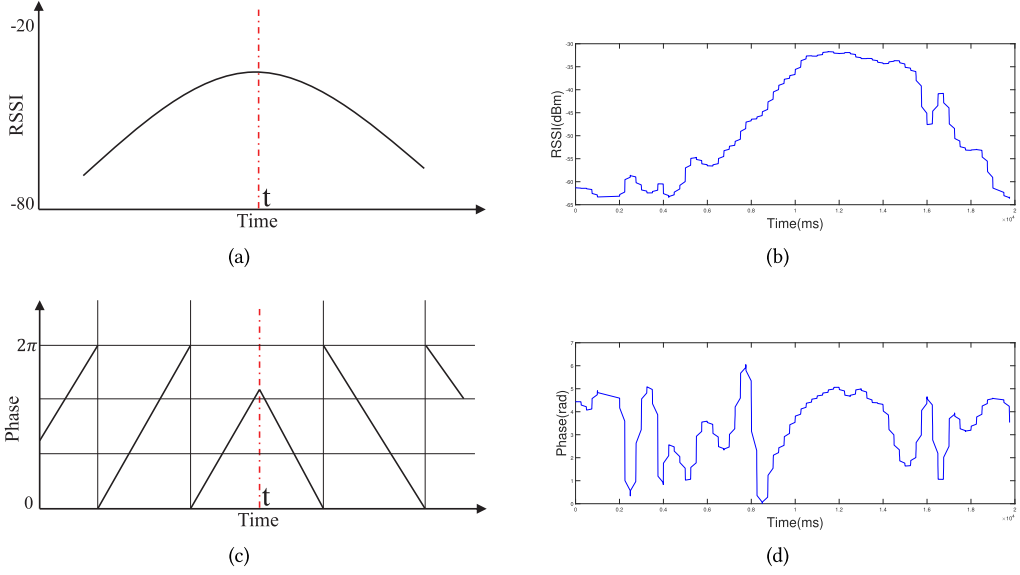 -20
RSSI
-80
t
Time
(a)
-30
-35
-40
-45
-50
-55
-60
-65
RSSI(dBm)
0 0.2 0.4 0.6 0.8 1 1.2 1.4 1.6 1.8 2
×10⁴
Time(ms)
(b)
2π
Phase
0
t
Time
(c)
7
6
5
4
3
2
1
0
Phase(rad)
0 0.2 0.4 0.6 0.8 1 1.2 1.4 1.6 1.8 2
×10⁴
Time(ms)
(d)